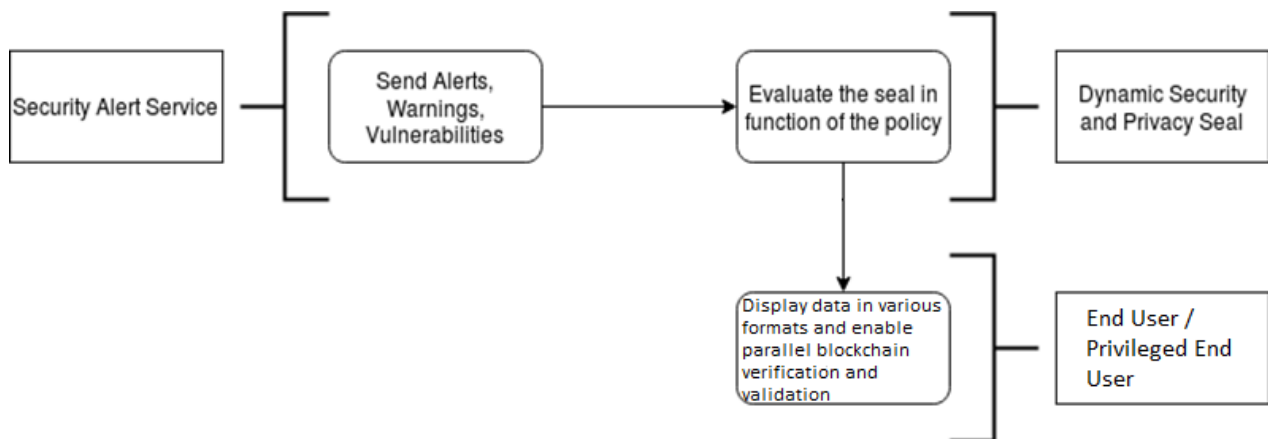 Security Alert Service
Send Alerts,
Warnings,
Vulnerabilities
Evaluate the seal in
function of the policy
Dynamic Security
and Privacy Seal
Display data in various
formats and enable
parallel blockchain
verification and
validation
End User /
Privileged End
User